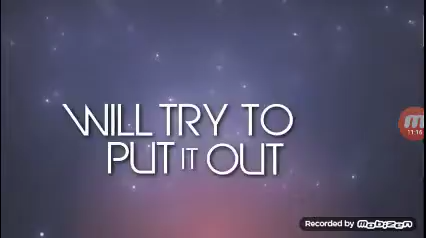 WILL TRY TO
PUT IT OUT
11:16
Recorded by Mobizen